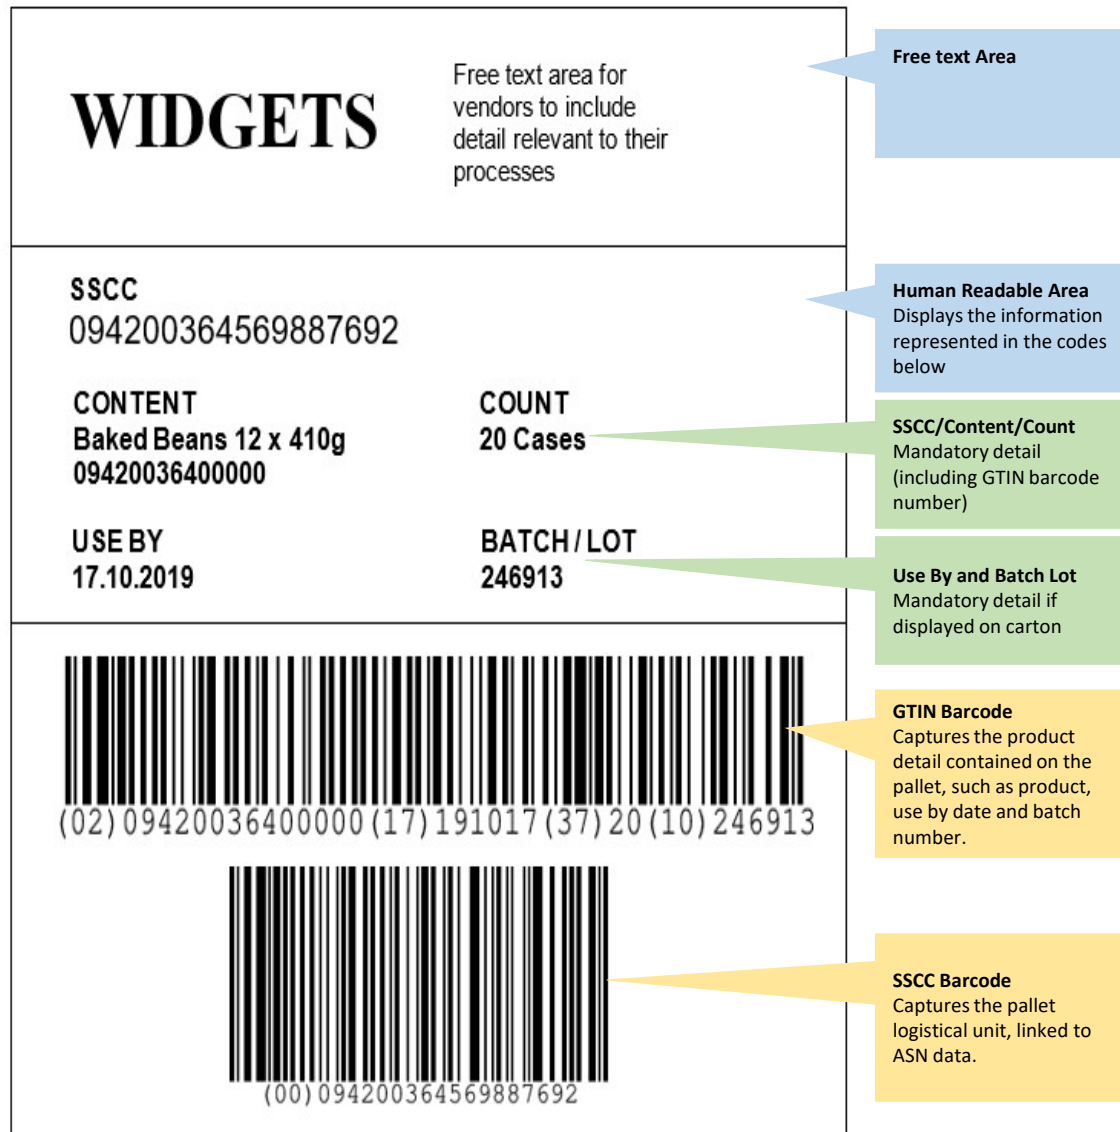 WIDGETS
Free text area for
vendors to include
detail relevant to their
processes
Free text Area
SSCC
094200364569887692
Human Readable Area
Displays the information
represented in the codes
below
CONTENT
Baked Beans 12 x 410g
09420036400000
COUNT
20 Cases
SSCC/Content/Count
Mandatory detail
(including GTIN barcode
number)
USE BY
17.10.2019
BATCH / LOT
246913
Use By and Batch Lot
Mandatory detail if
displayed on carton
(02)09420036400000(17)191017(37)20(10)246913
GTIN Barcode
Captures the product
detail contained on the
pallet, such as product,
use by date and batch
number.
(00)094200364569887692
SSCC Barcode
Captures the pallet
logistical unit, linked to
ASN data.